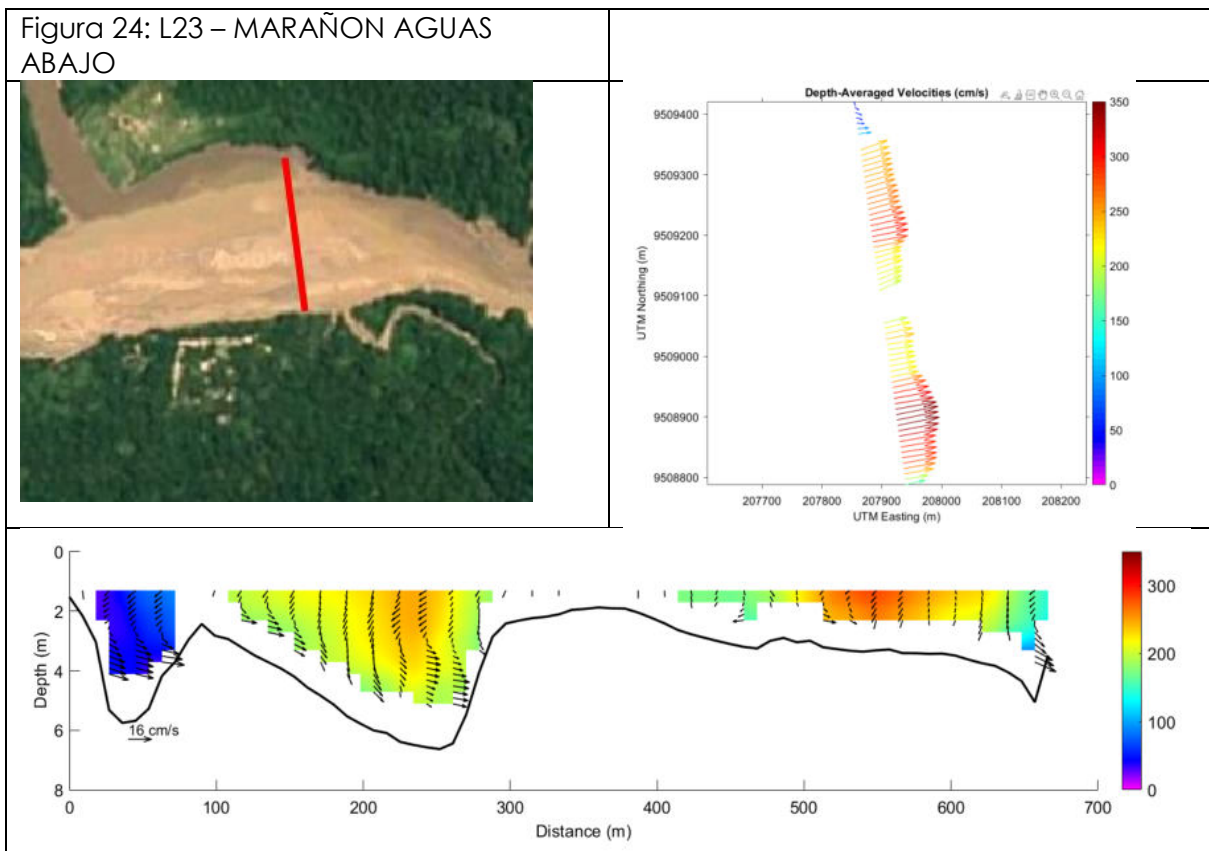 Figura 24: L23 – MARAÑON AGUAS
ABAJO
Depth-Averaged Velocities (cm/s)
UTM Northing (m)
9509400
9509300
9509200
9509100
9509000
9508900
9508800
207700 207800 207900 208000 208100 208200
UTM Easting (m)
350
300
250
200
150
100
50
0
Depth (m)
0
2
4
6
8
16 cm/s
0 100 200 300 400 500 600 700
Distance (m)
300
200
100
0